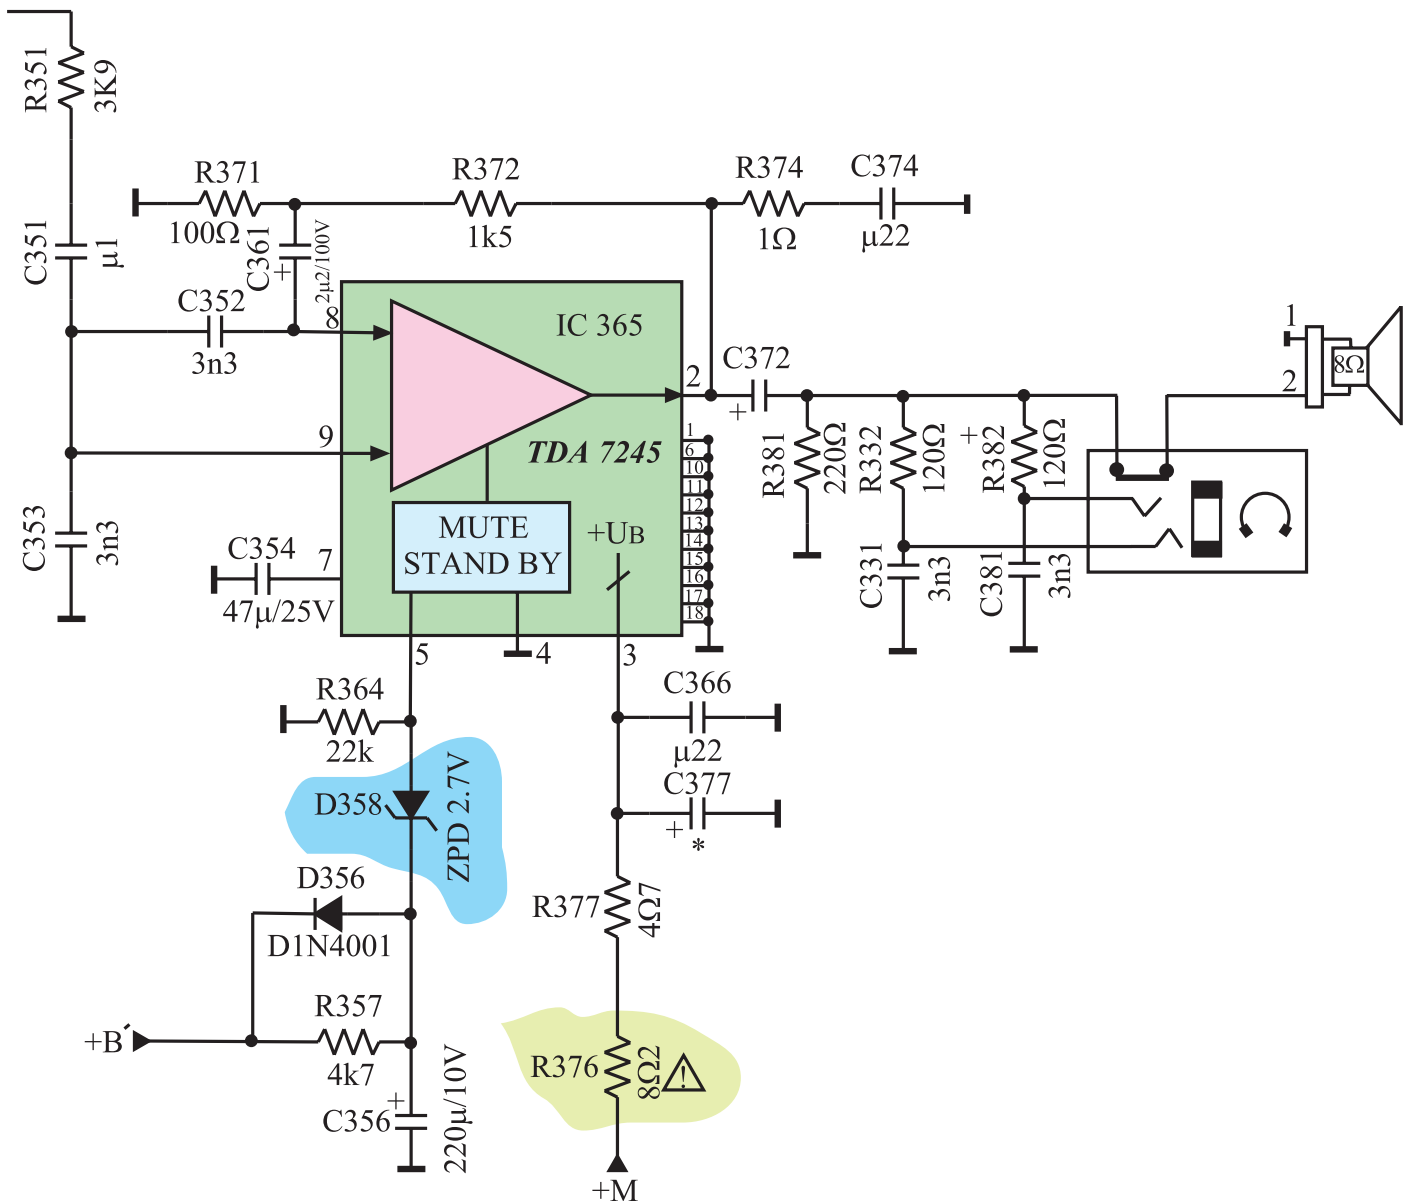 R351
3K9
R371
100Ω
R372
1k5
R374
1Ω
C374
µ22
C351
µ1
C361
+
2µ2/100V
C352
3n3
8
IC 365
2
C372
+
1
2
8Ω
9
TDA 7245
1
6
10
11
12
13
14
15
16
17
18
R381
220Ω
R332
120Ω
+
R382
120Ω
C353
3n3
MUTE
STAND BY
+UB
C354
47µ/25V
7
C331
3n3
C381
3n3
5
4
3
R364
22k
C366
µ22
C377
+
*
D358
ZPD 2.7V
D356
D1N4001
R377
4Ω7
R357
4k7
+B′
R376
8Ω2
!
+
C356
220µ/10V
+M